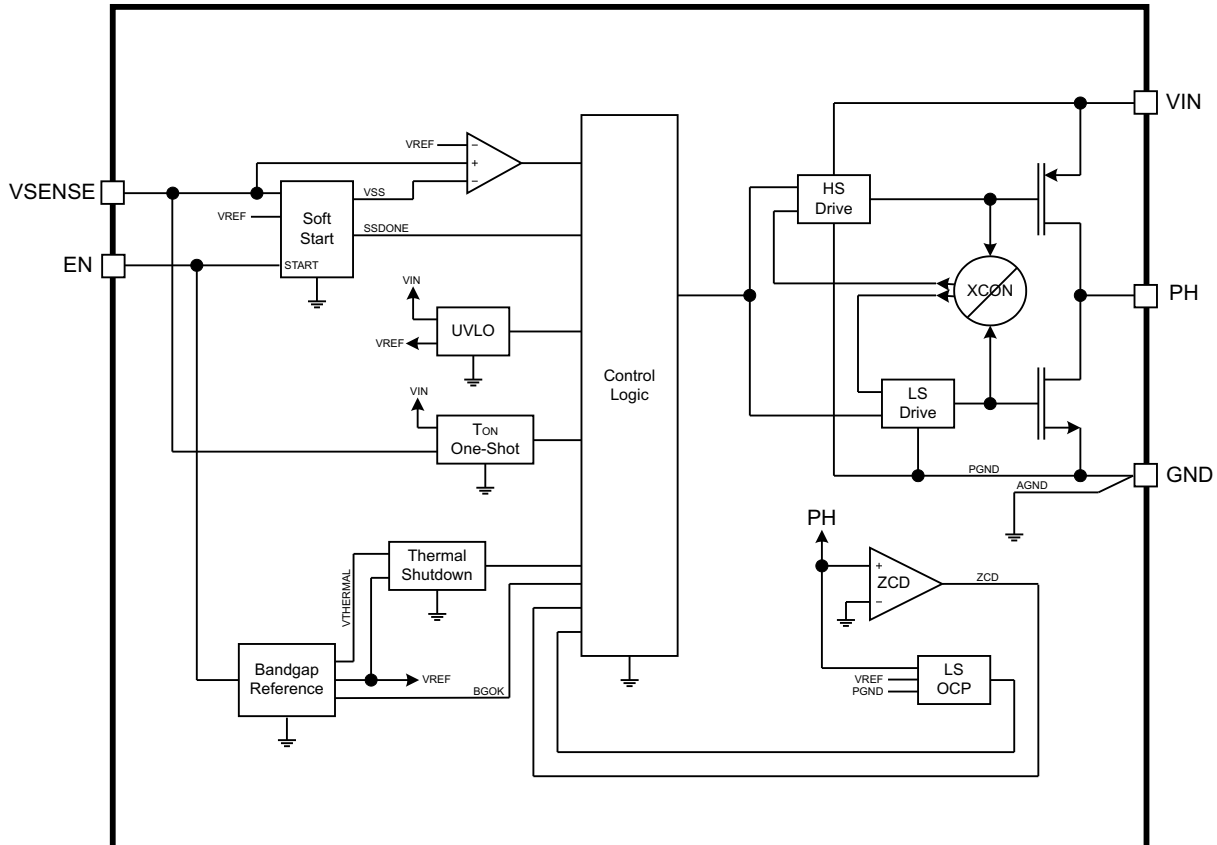 VIN
VREF
−
+
−
VSENSE
VSS
HS
Drive
VREF
Soft
Start
SSDONE
EN
START
VIN
XCON
PH
UVLO
VREF
Control
Logic
VIN
LS
Drive
TON
One-Shot
PGND
GND
AGND
PH
Thermal
Shutdown
VTHERMAL
+
ZCD
−
ZCD
Bandgap
Reference
VREF
BGOK
LS
OCP
VREF
PGND